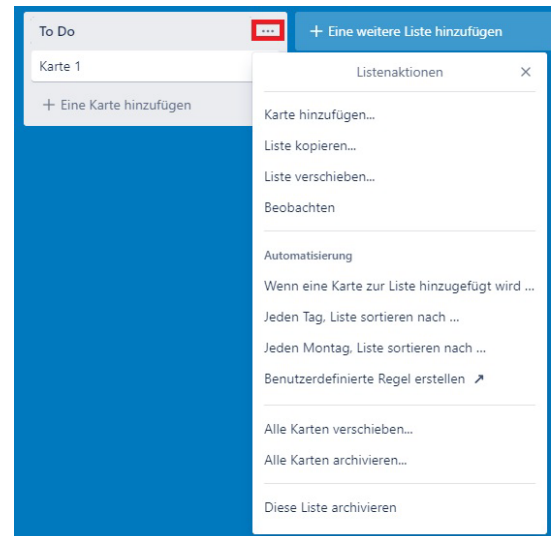 To Do
...
+ Eine weitere Liste hinzufügen
Karte 1
+ Eine Karte hinzufügen
Listenaktionen
Karte hinzufügen...
Liste kopieren...
Liste verschieben...
Beobachten
Automatisierung
Wenn eine Karte zur Liste hinzugefügt wird ...
Jeden Tag, Liste sortieren nach ...
Jeden Montag, Liste sortieren nach ...
Benutzerdefinierte Regel erstellen ↗
Alle Karten verschieben...
Alle Karten archivieren...
Diese Liste archivieren